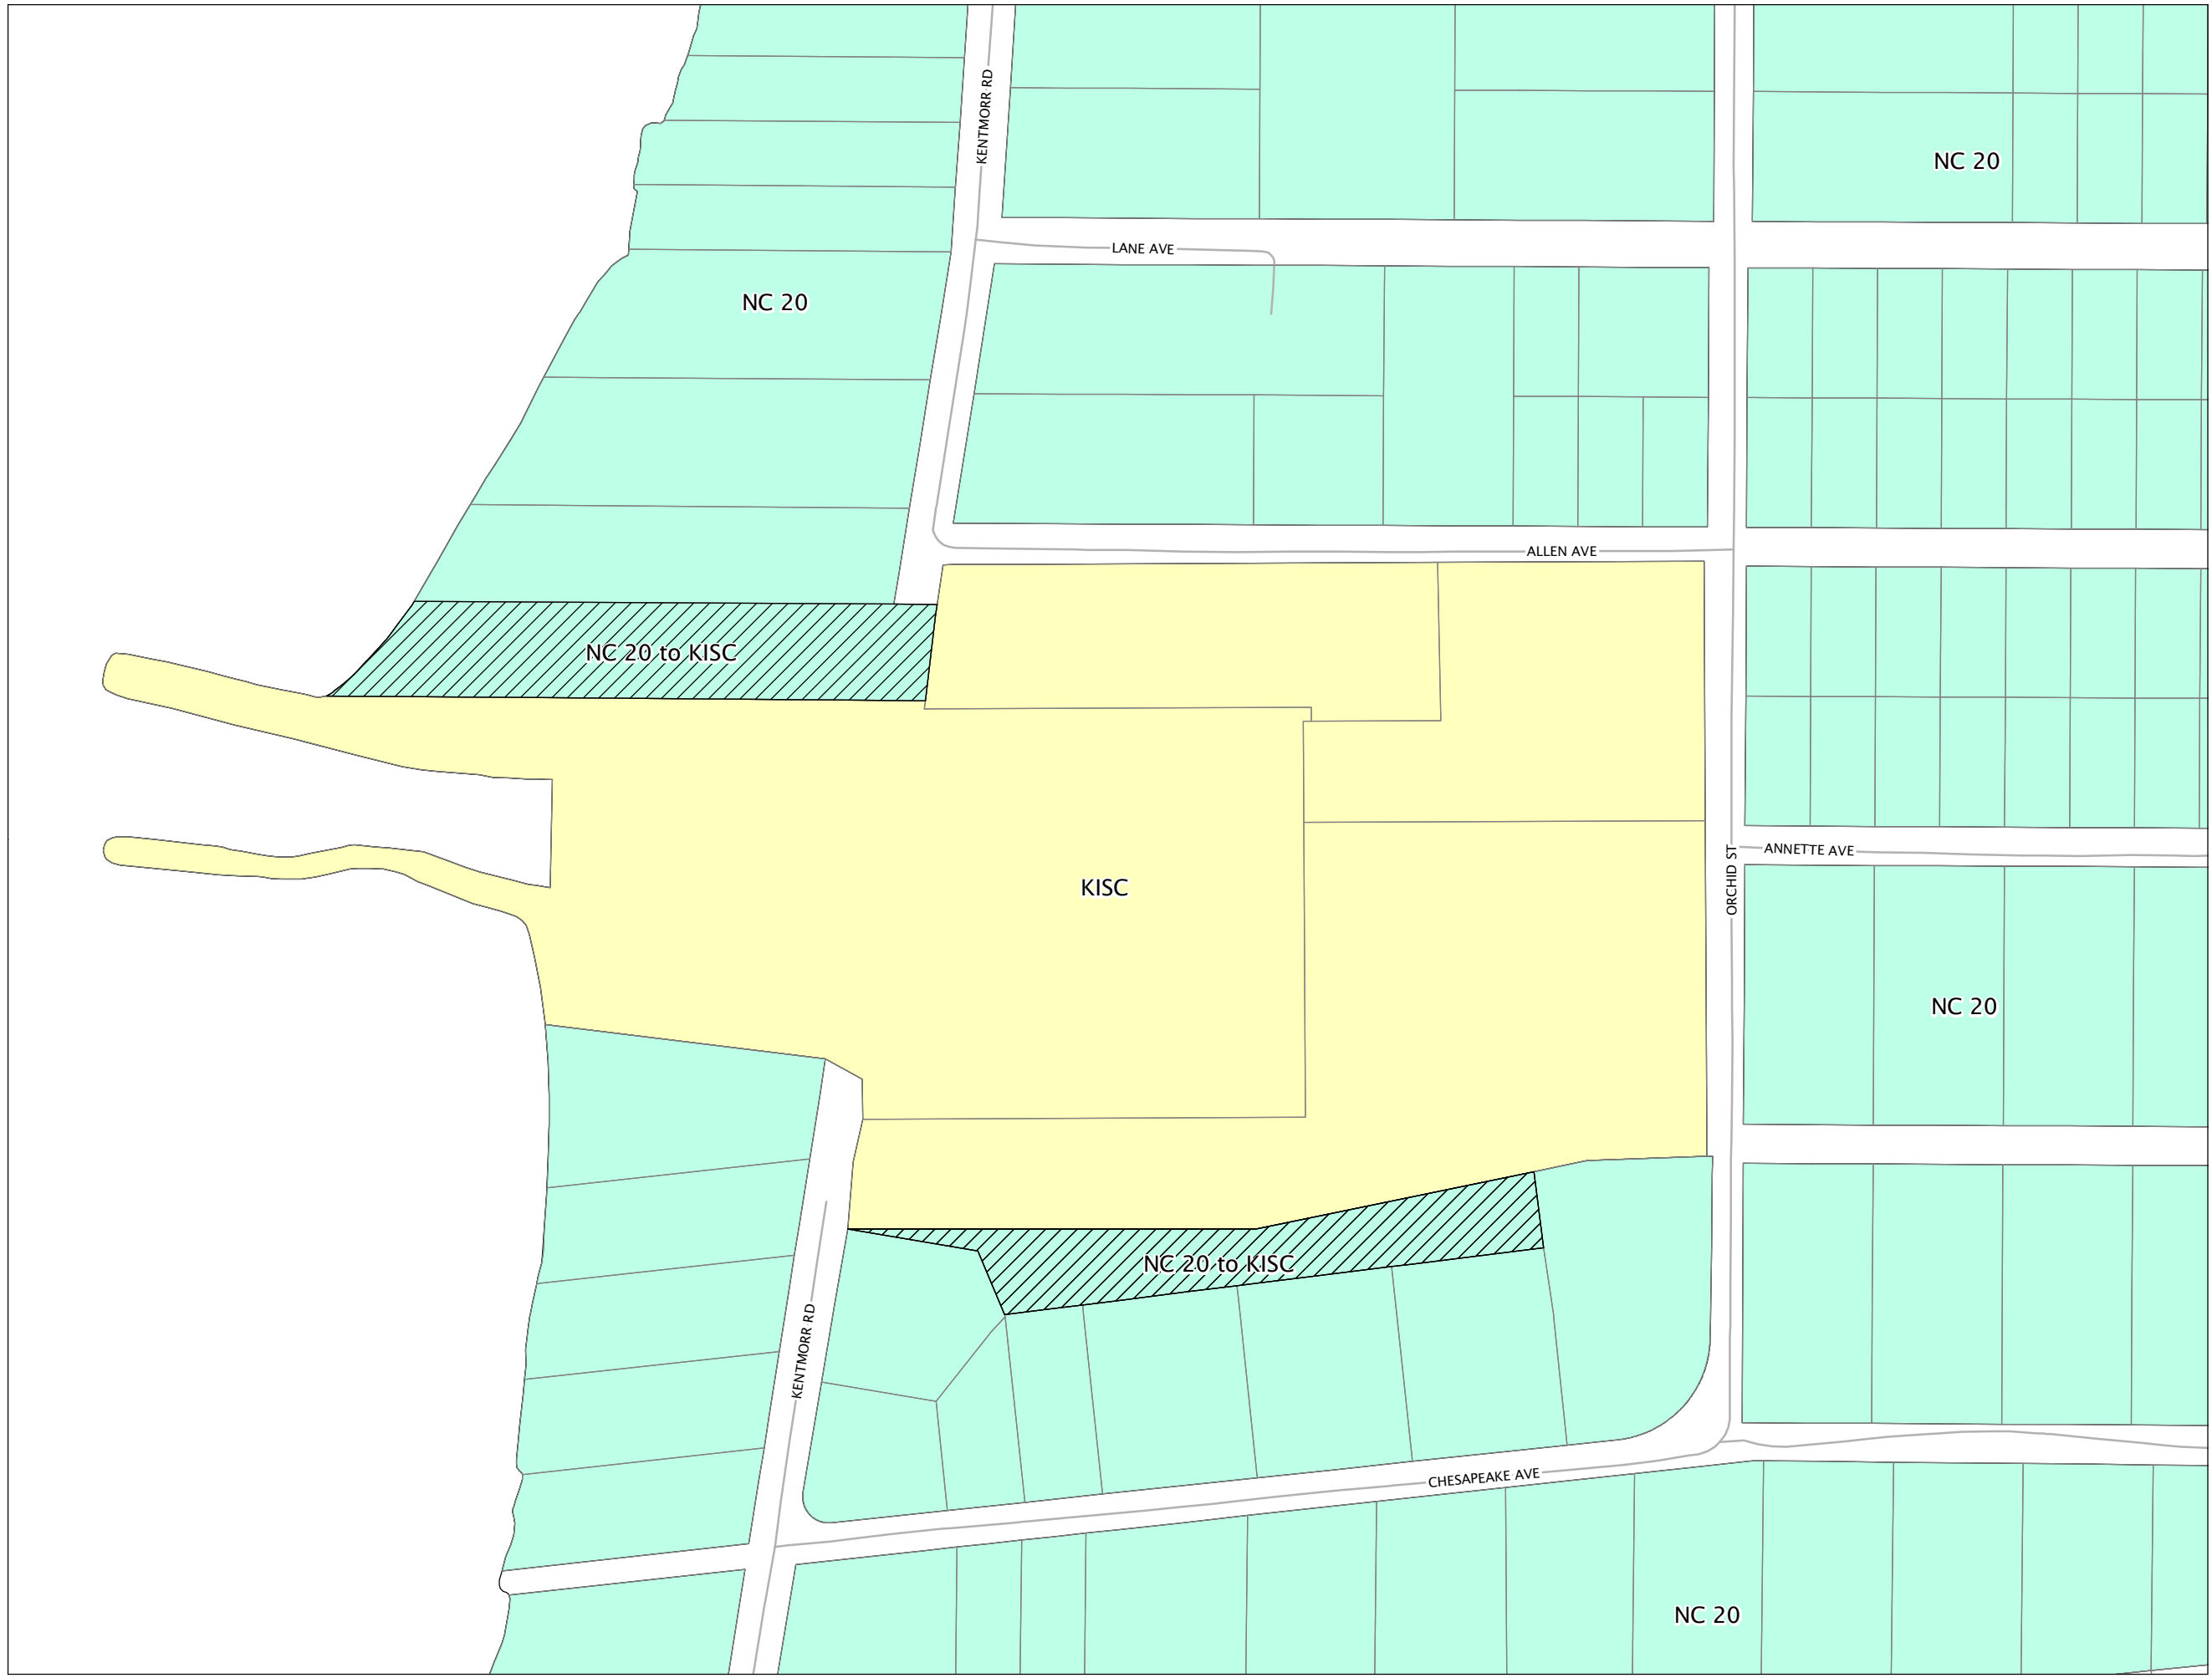 KENTMORR RD
NC 20
LANE AVE
NC 20
ALLEN AVE
NC 20 to KISC
ORCHID ST
ANNETTE AVE
KISC
NC 20
NC 20 to KISC
KENTMORR RD
CHESAPEAKE AVE
NC 20